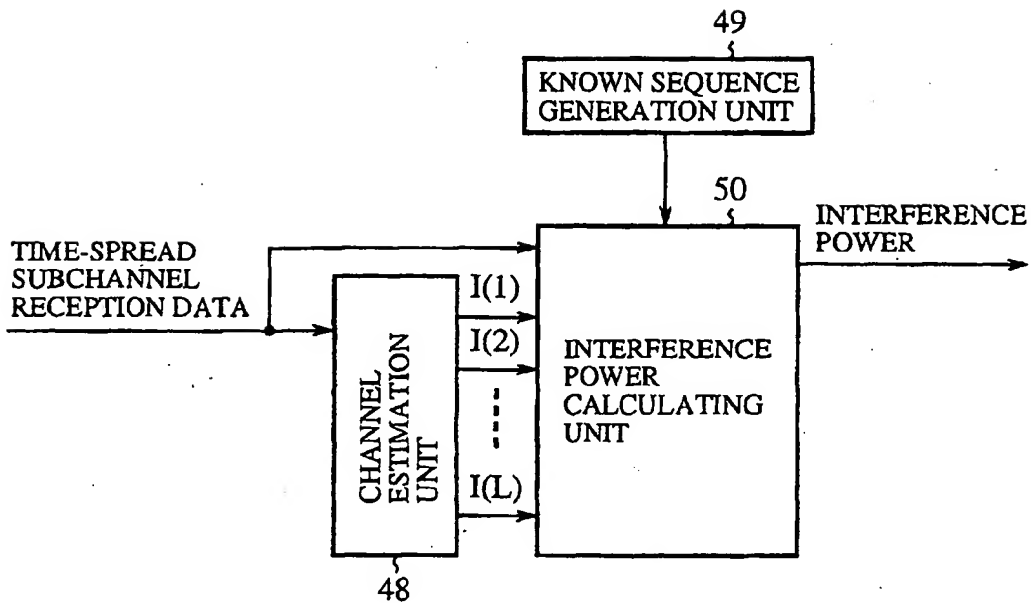 49
KNOWN SEQUENCE
GENERATION UNIT
50
INTERFERENCE
POWER
TIME-SPREAD
SUBCHANNEL
RECEPTION DATA
I(1)
I(2)
I(L)
CHANNEL
ESTIMATION
UNIT
INTERFERENCE
POWER
CALCULATING
UNIT
48